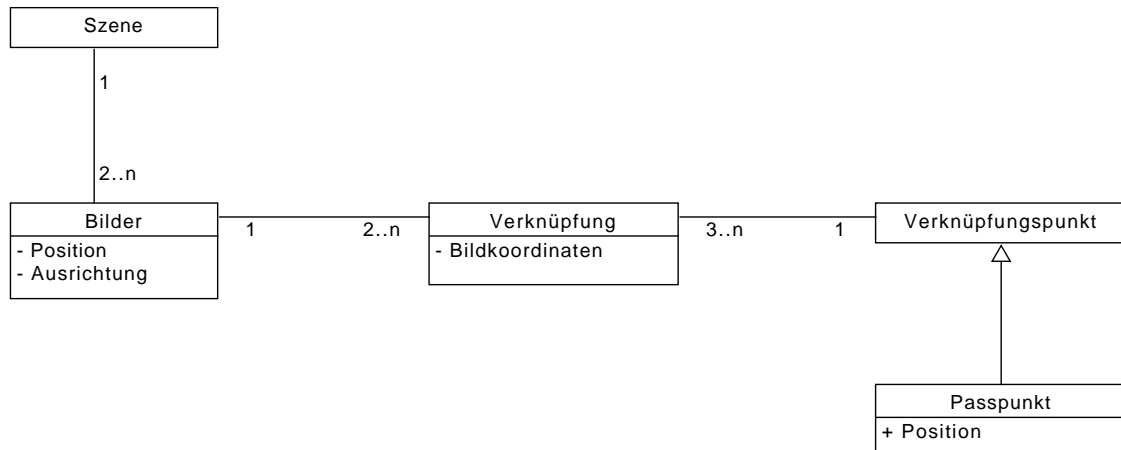 Szene
1
2..n
Bilder
- Position
- Ausrichtung
1
2..n
Verknüpfung
- Bildkoordinaten
3..n
1
Verknüpfungspunkt
Passpunkt
+ Position